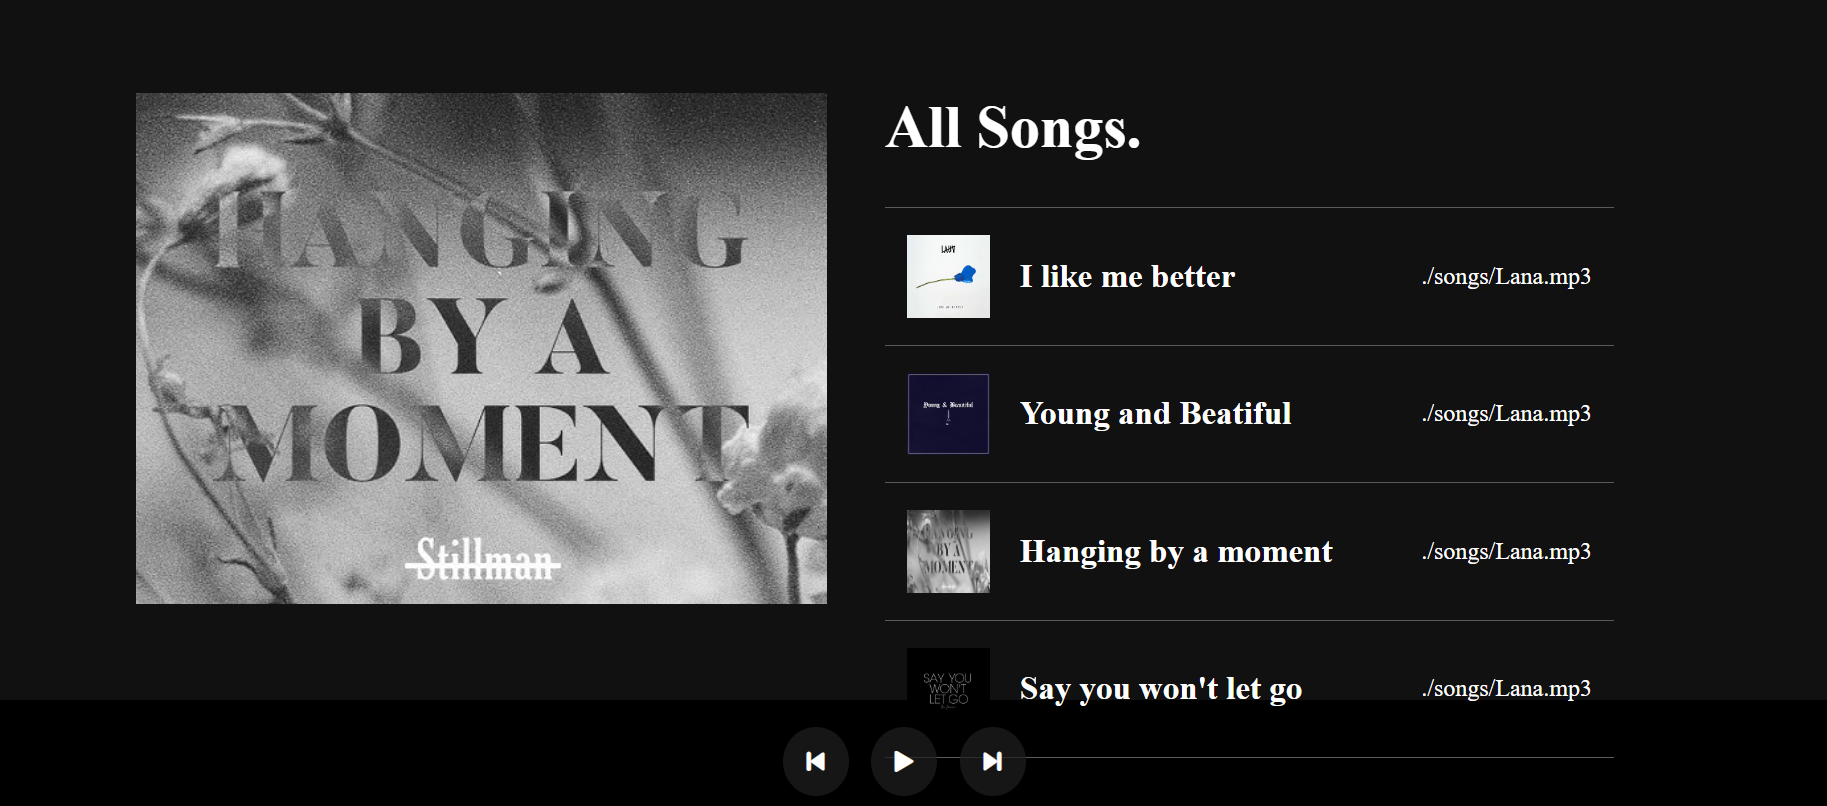 HANGING
BY A
MOMENT
Stillman
All Songs.
LAUV
I like me better
./songs/Lana.mp3
Young & Beautiful
Young and Beatiful
./songs/Lana.mp3
HANGING
BY A
MOMENT
Hanging by a moment
./songs/Lana.mp3
SAY YOU
WON'T
LET GO
Say you won't let go
./songs/Lana.mp3